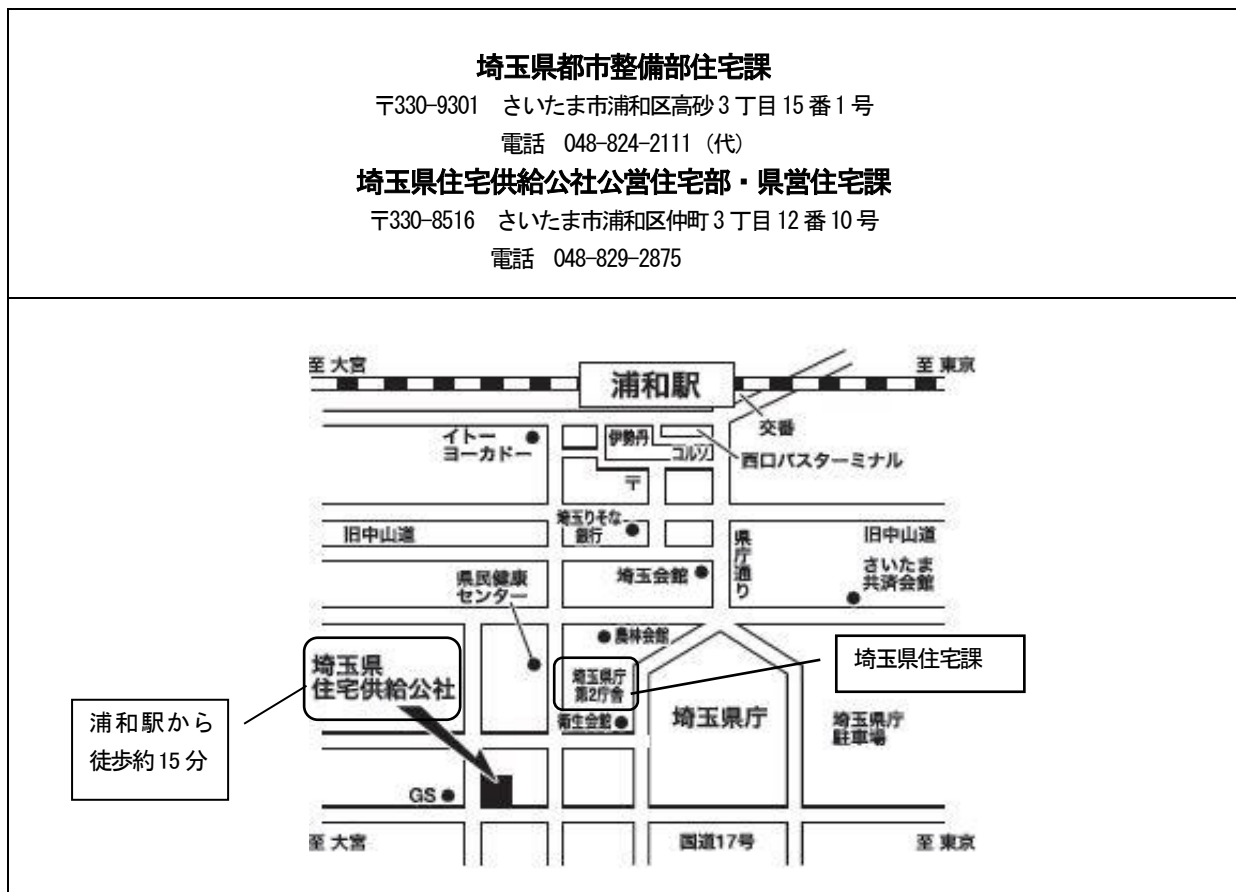 埼玉県都市整備部住宅課
〒330-9301　さいたま市浦和区高砂3丁目15番1号
電話　048-824-2111（代）
埼玉県住宅供給公社公営住宅部・県営住宅課
〒330-8516　さいたま市浦和区仲町3丁目12番10号
電話　048-829-2875
至 大宮
浦和駅
至 東京
交番
イトー
ヨーカドー
伊勢丹
コルソ
西口バスターミナル
〒
埼玉りそな
銀行
旧中山道
県庁通り
旧中山道
埼玉会館
さいたま
共済会館
県民健康
センター
農林会館
埼玉県
住宅供給公社
埼玉県庁
第2庁舎
埼玉県住宅課
衛生会館
埼玉県庁
埼玉県庁
駐車場
浦和駅から
徒歩約15分
GS
至 大宮
国道17号
至 東京